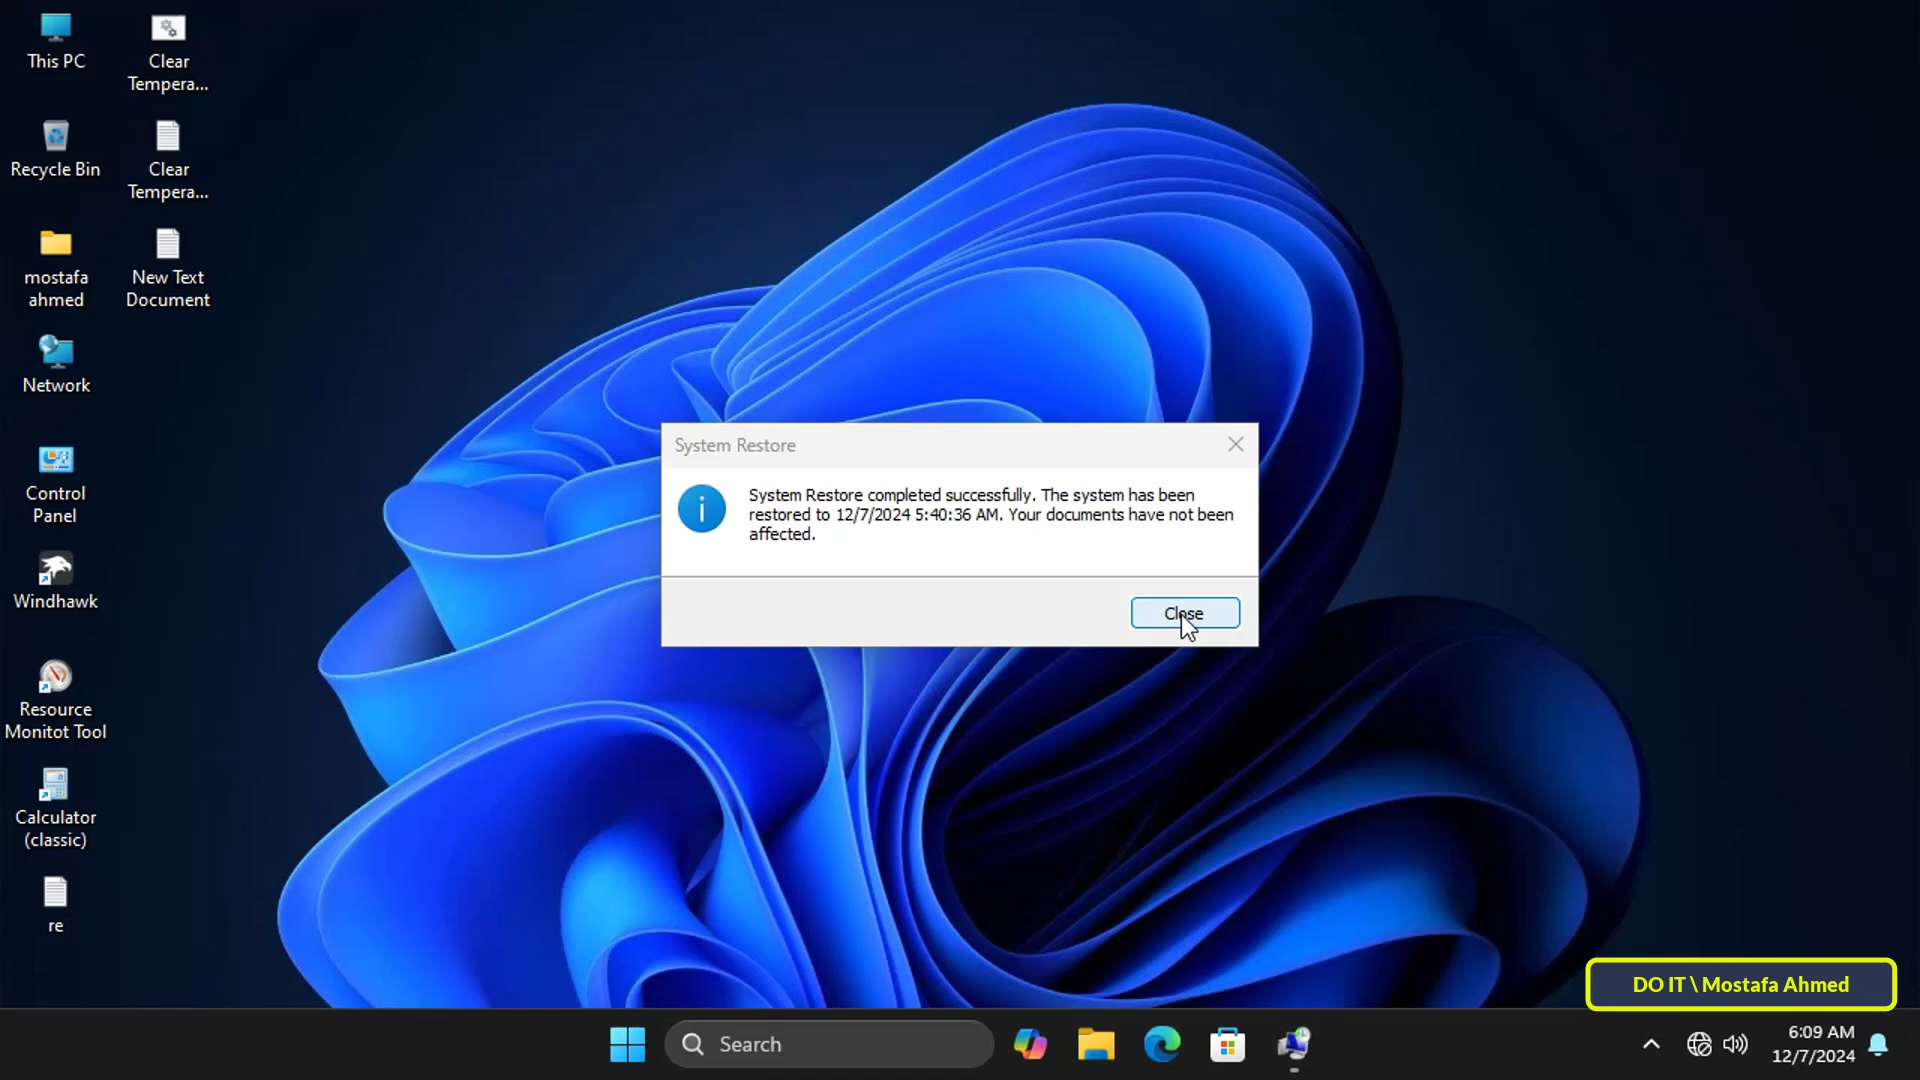 This PC
Clear
Tempera...
Recycle Bin
Clear
Tempera...
mostafa
ahmed
New Text
Document
Network
Control
Panel
Windhawk
Resource
Monitot Tool
Calculator
(classic)
re
System Restore
System Restore completed successfully. The system has been
restored to 12/7/2024 5:40:36 AM. Your documents have not been
affected.
Close
DO IT \ Mostafa Ahmed
Search
6:09 AM
12/7/2024